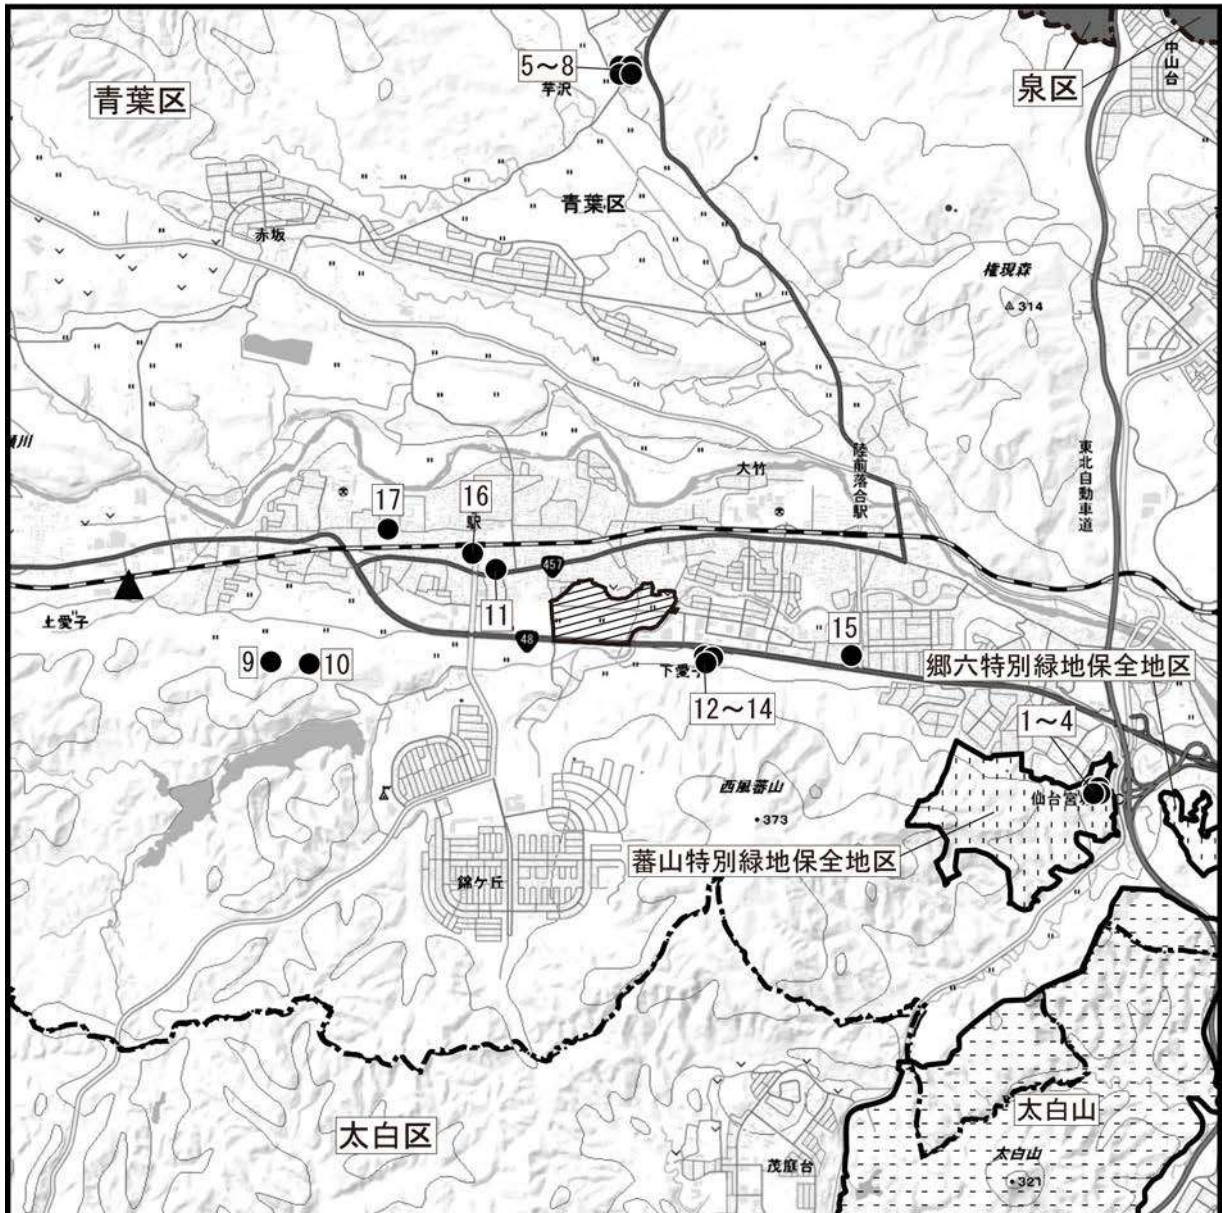 青葉区
5～8
芋沢
泉区
中山台
青葉区
赤坂
権現森
314
東北自動車道
大竹
陸前落合駅
17
16
駅
457
11
上愛子
48
9
10
下愛子
15
12～14
郷六特別緑地保全地区
1～4
西風蕃山
373
仙台宮
蕃山特別緑地保全地区
錦ケ丘
太白区
太白山
太白山
321
茂庭台